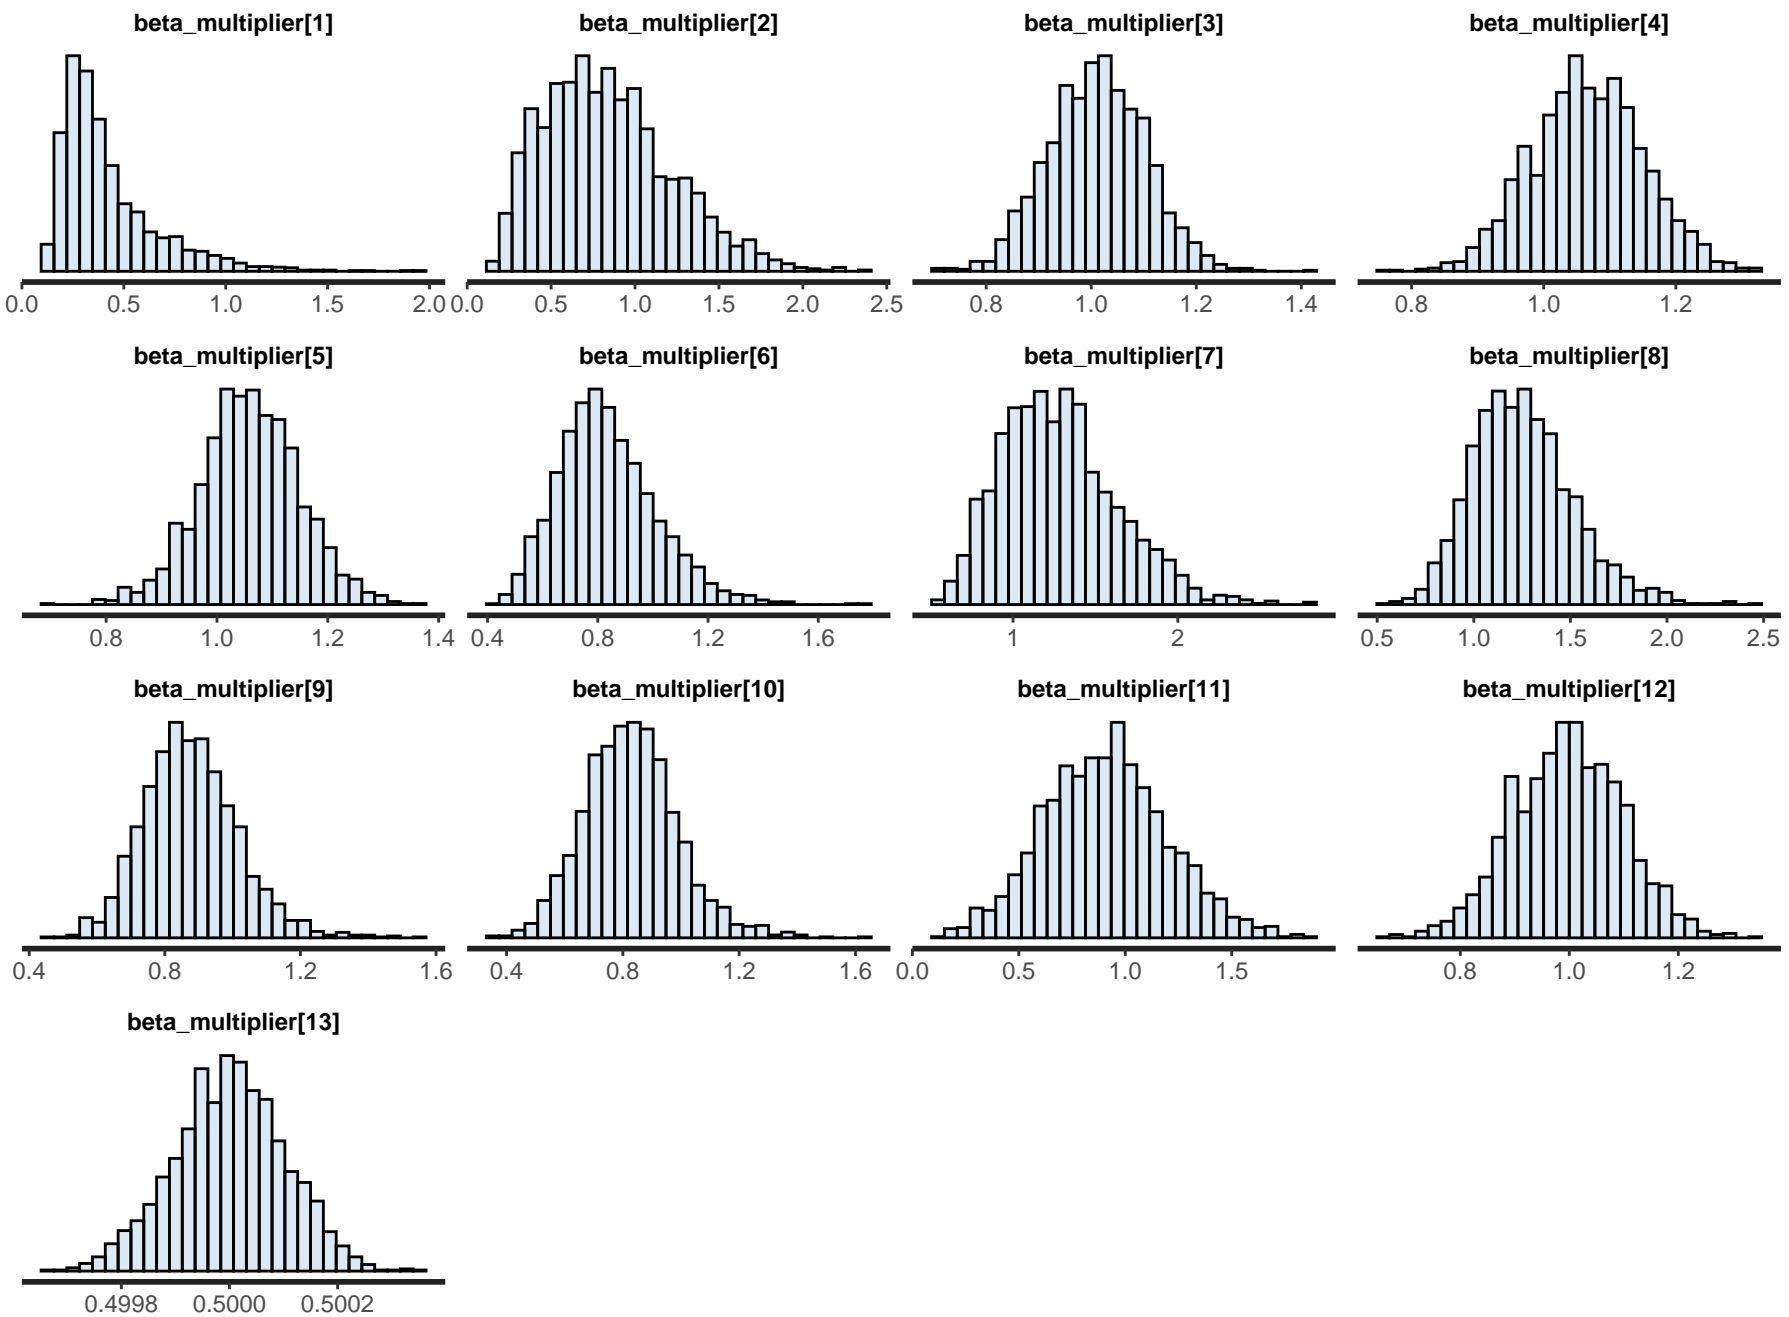 beta_multiplier[1] beta_multiplier[2] beta_multiplier[3] beta_multiplier[4]
0.0 0.5 1.0 1.5 2.0 0.0 0.5 1.0 1.5 2.0 2.5 0.8 1.0 1.2 1.4 0.8 1.0 1.2
beta_multiplier[5] beta_multiplier[6] beta_multiplier[7] beta_multiplier[8]
0.8 1.0 1.2 1.4 0.4 0.8 1.2 1.6 1 2 0.5 1.0 1.5 2.0 2.5
beta_multiplier[9] beta_multiplier[10] beta_multiplier[11] beta_multiplier[12]
0.4 0.8 1.2 1.6 0.4 0.8 1.2 1.6 0.0 0.5 1.0 1.5 0.8 1.0 1.2
beta_multiplier[13]
0.4998 0.5000 0.5002